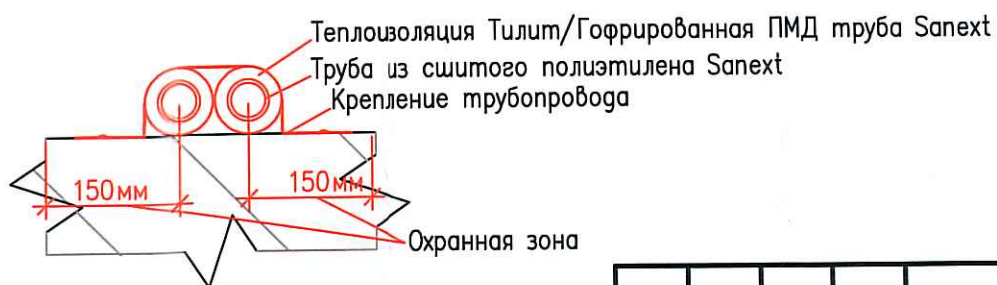 Теплоизоляция Тилит/Гофрированная ПМД труба Sanext
Труба из сшитого полиэтилена Sanext
Крепление трубопровода
150мм
150мм
Охранная зона